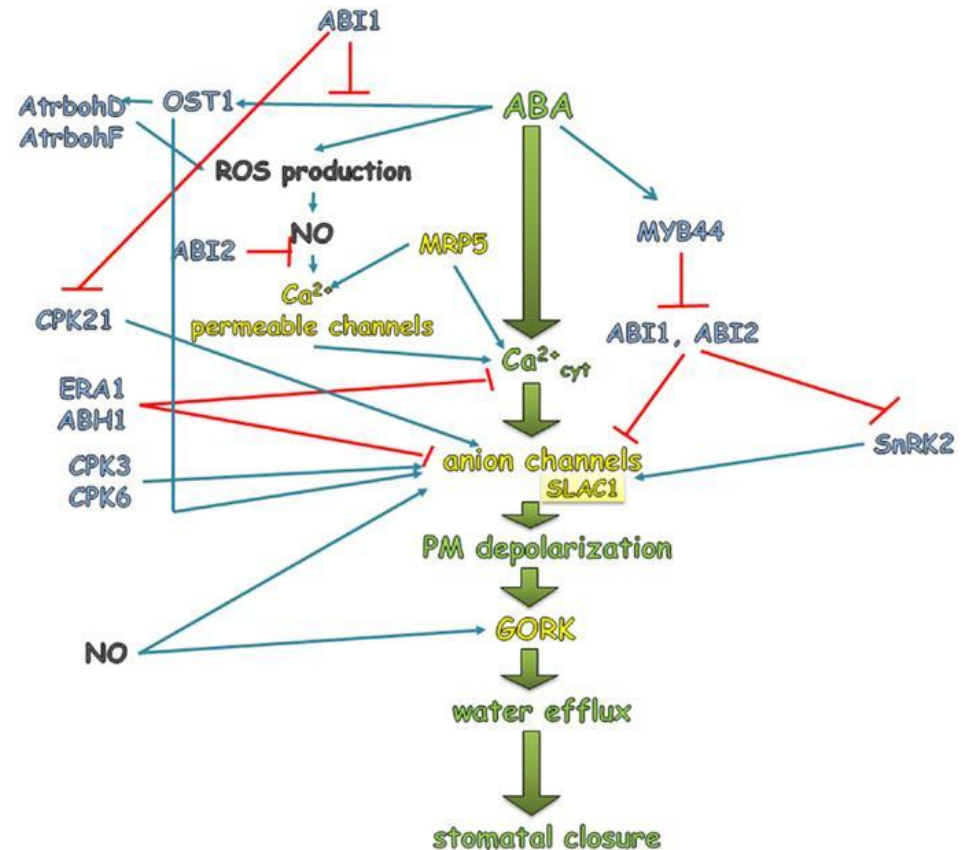 ABI1
AtrbohD
AtrbohF
OST1
ABA
ROS production
NO
ABI2
MRP5
MYB44
Ca²⁺
permeable channels
CPK21
Ca²⁺cyt
ABI1, ABI2
ERA1
ABH1
CPK3
CPK6
anion channels
SLAC1
SnRK2
PM depolarization
GORK
NO
water efflux
stomatal closure